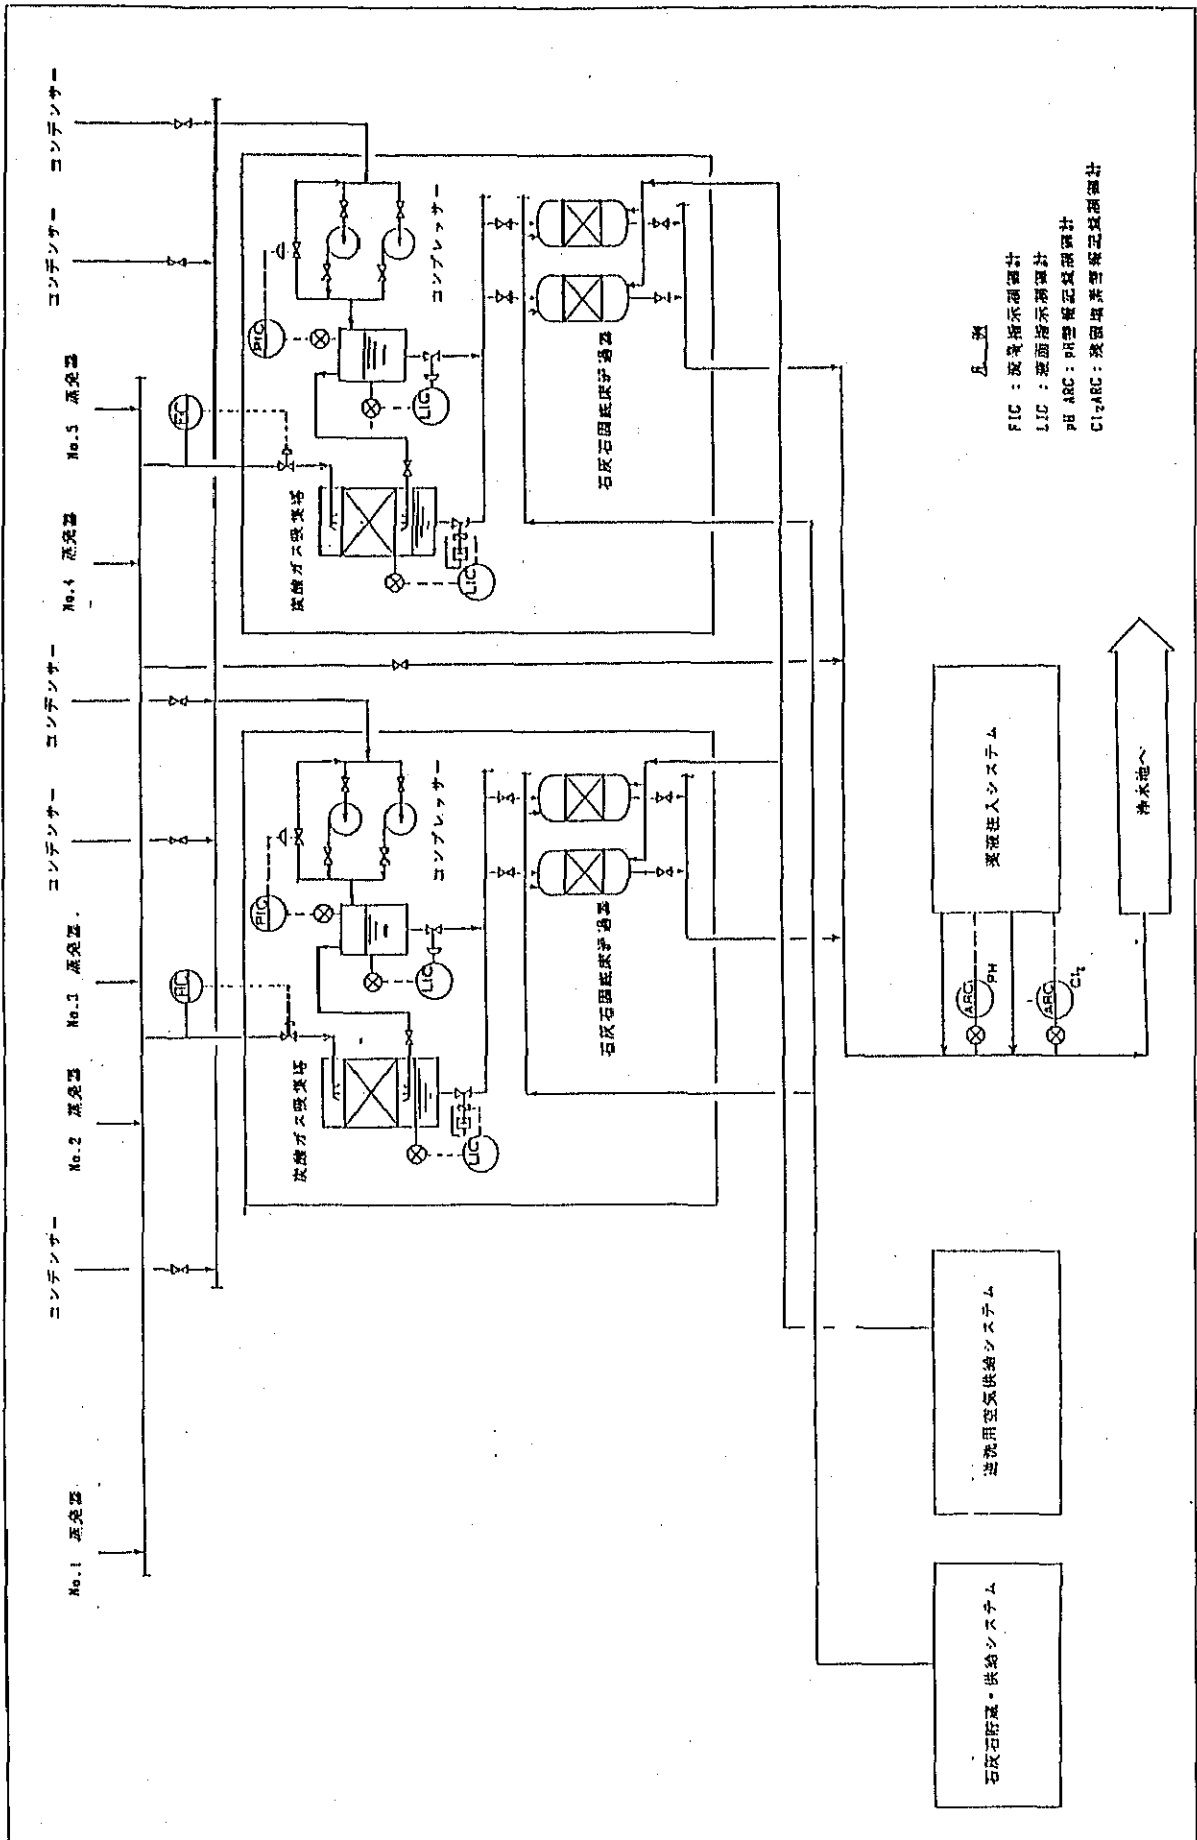 コンデンサー
コンデンサー
コンデンサー
コンデンサー
コンデンサー
No.1 蒸発器
No.2 蒸発器
No.3 蒸発器
No.4 蒸発器
No.5 蒸発器
FIC
PIC
コンプレッサー
炭酸ガス吸収塔
LIC
LIC
石灰石固定床ろ過器
PIC
コンプレッサー
炭酸ガス吸収塔
LIC
LIC
石灰石固定床ろ過器
石灰石貯蔵・供給システム
逆洗用空気供給システム
薬液注入システム
ARC
PH
ARC
Cl₂
浄水池へ
凡例
FIC : 流量指示調節計
LIC : 液面指示調節計
pH ARC : pH警報記録調節計
Cl₂ARC : 残留塩素警報記録調節計